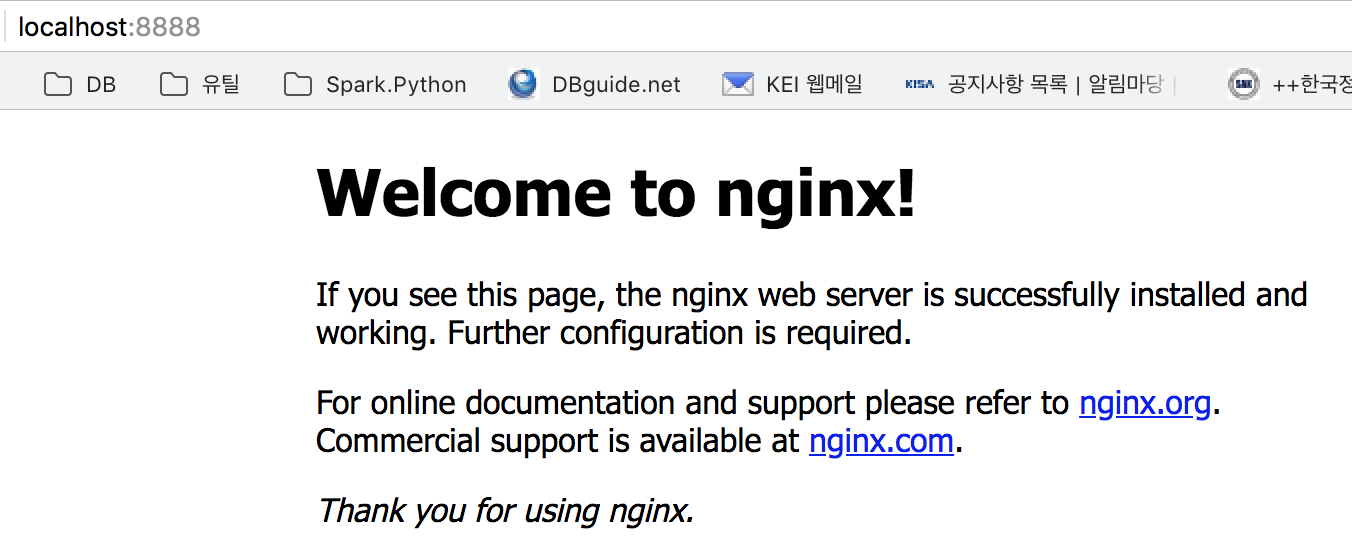 localhost:8888
DB 유틸 Spark.Python DBguide.net KEI 웹메일 KISA 공지사항 목록 | 알림마당 | ++한국정
Welcome to nginx!
If you see this page, the nginx web server is successfully installed and
working. Further configuration is required.
For online documentation and support please refer to nginx.org.
Commercial support is available at nginx.com.
Thank you for using nginx.